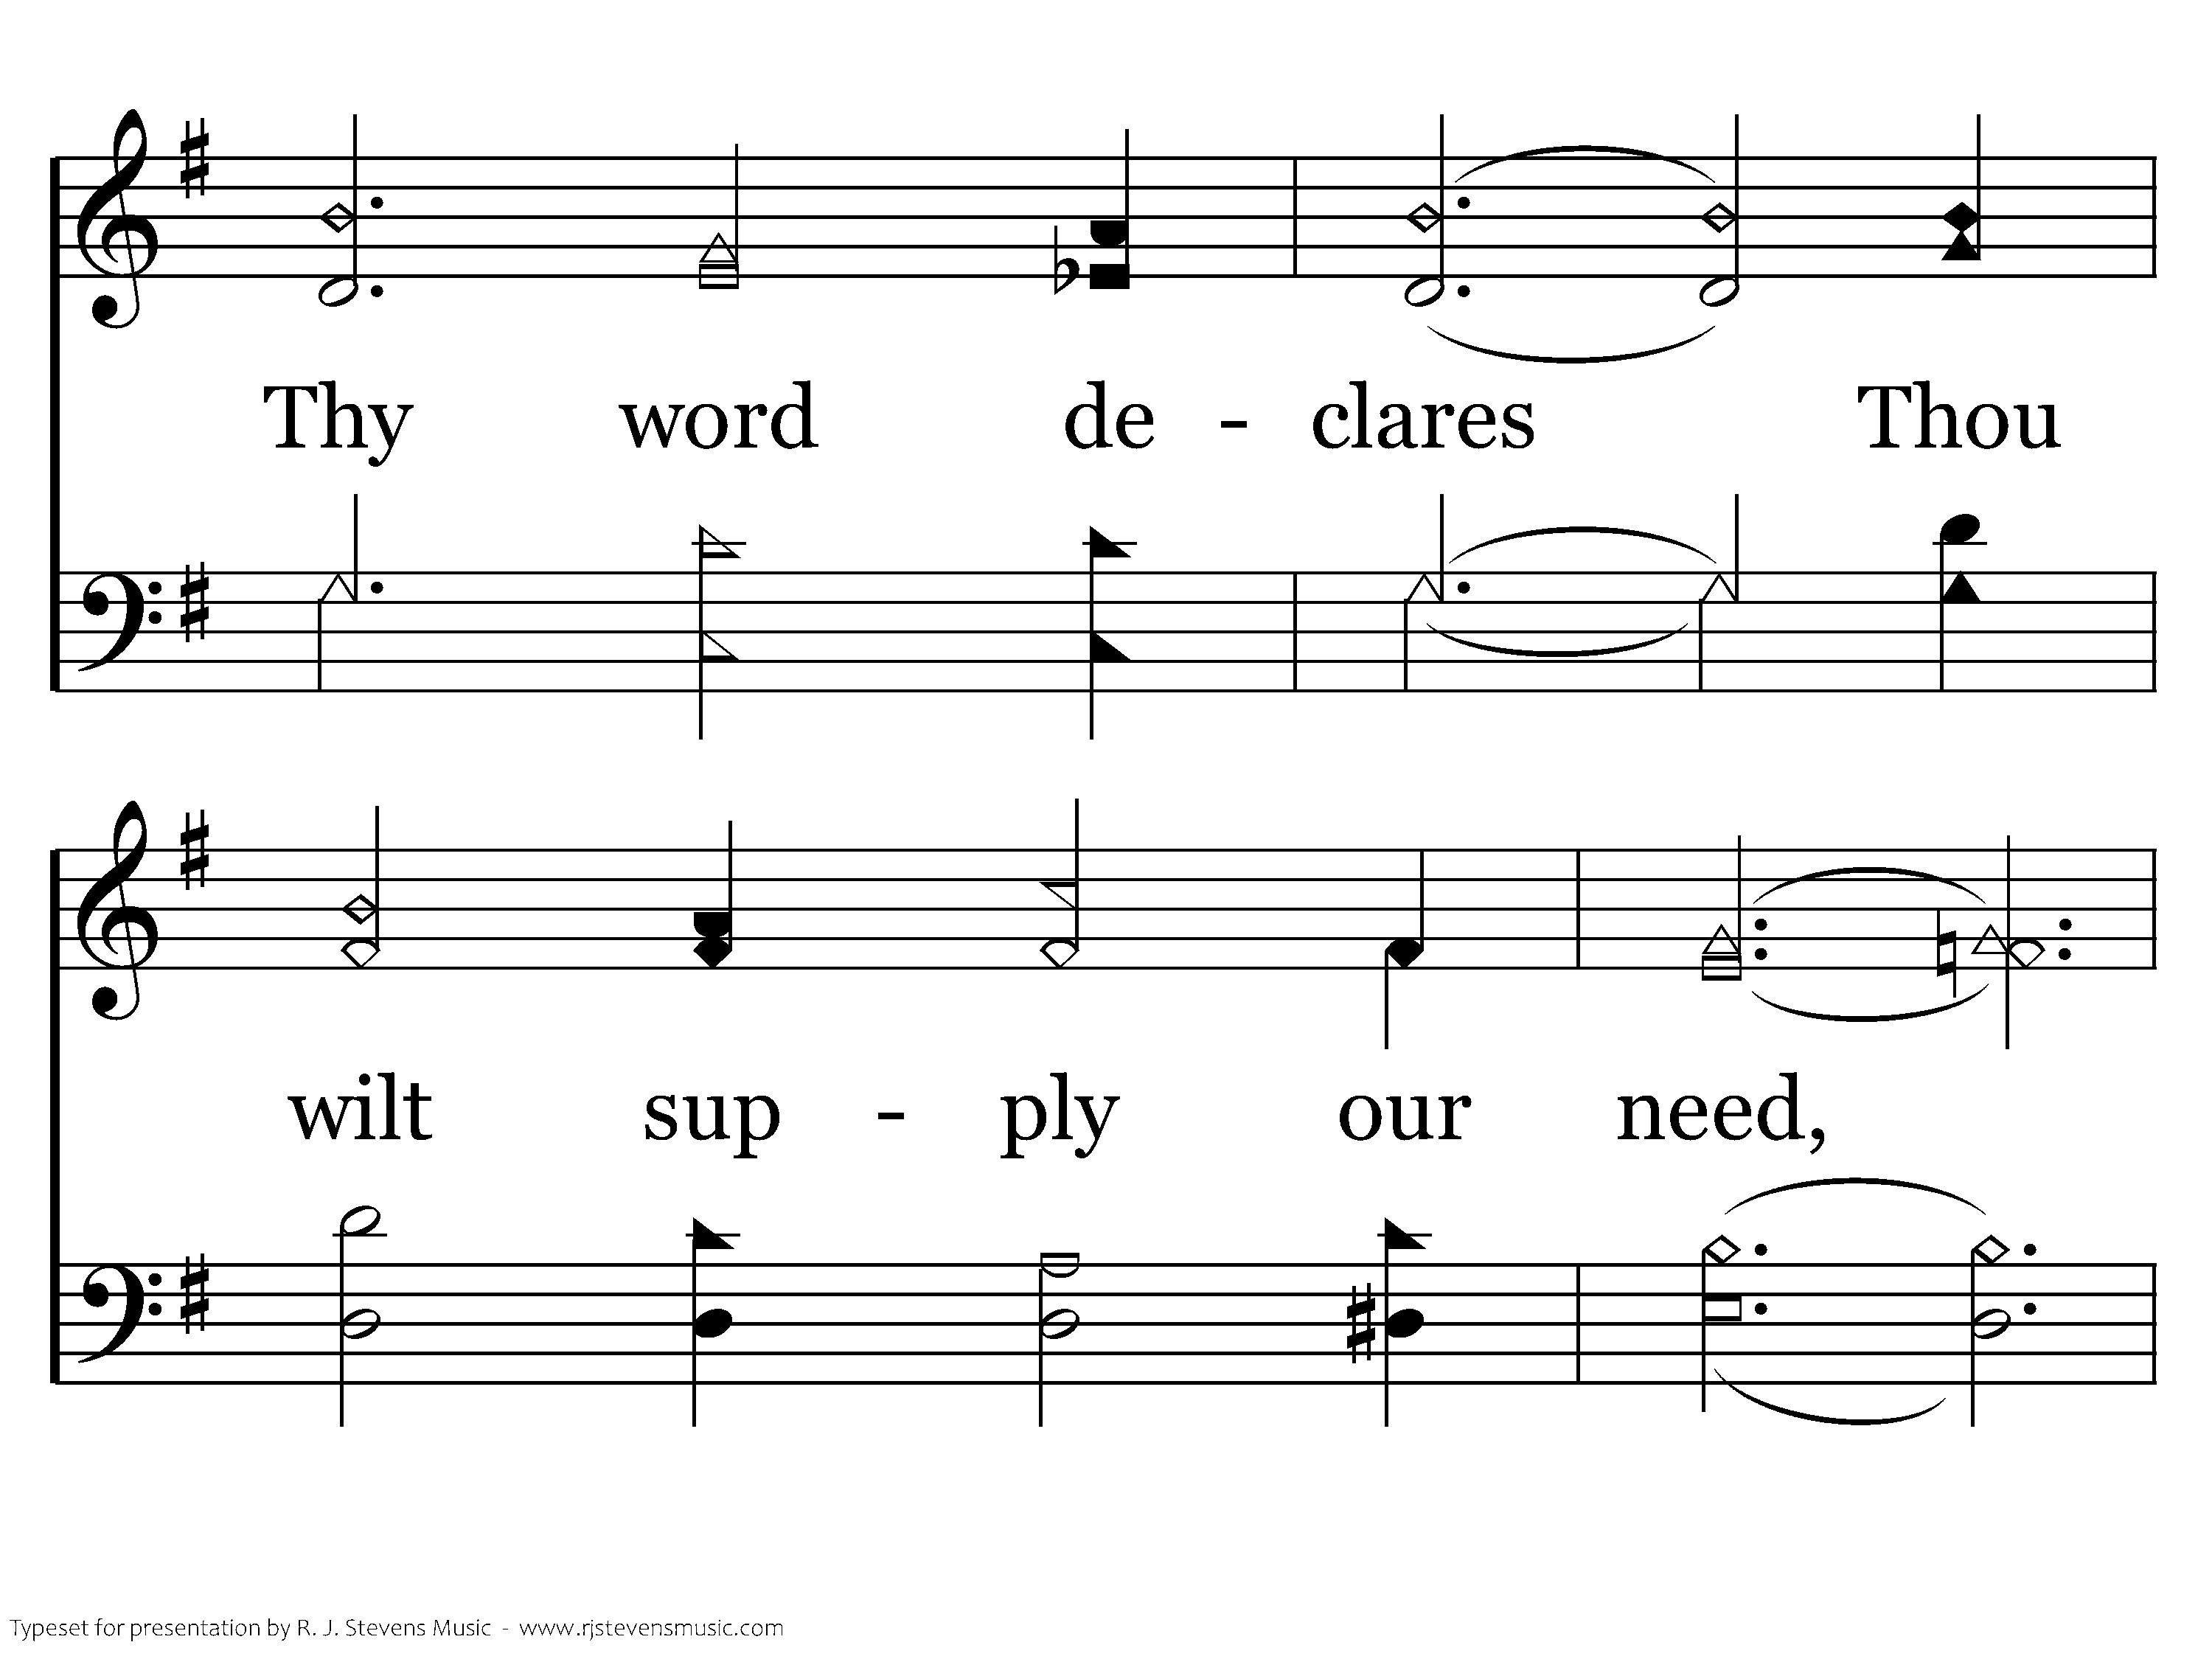 Thy word de - clares Thou
wilt sup - ply our need,
Typeset for presentation by R. J. Stevens Music - www.rjstevensmusic.com